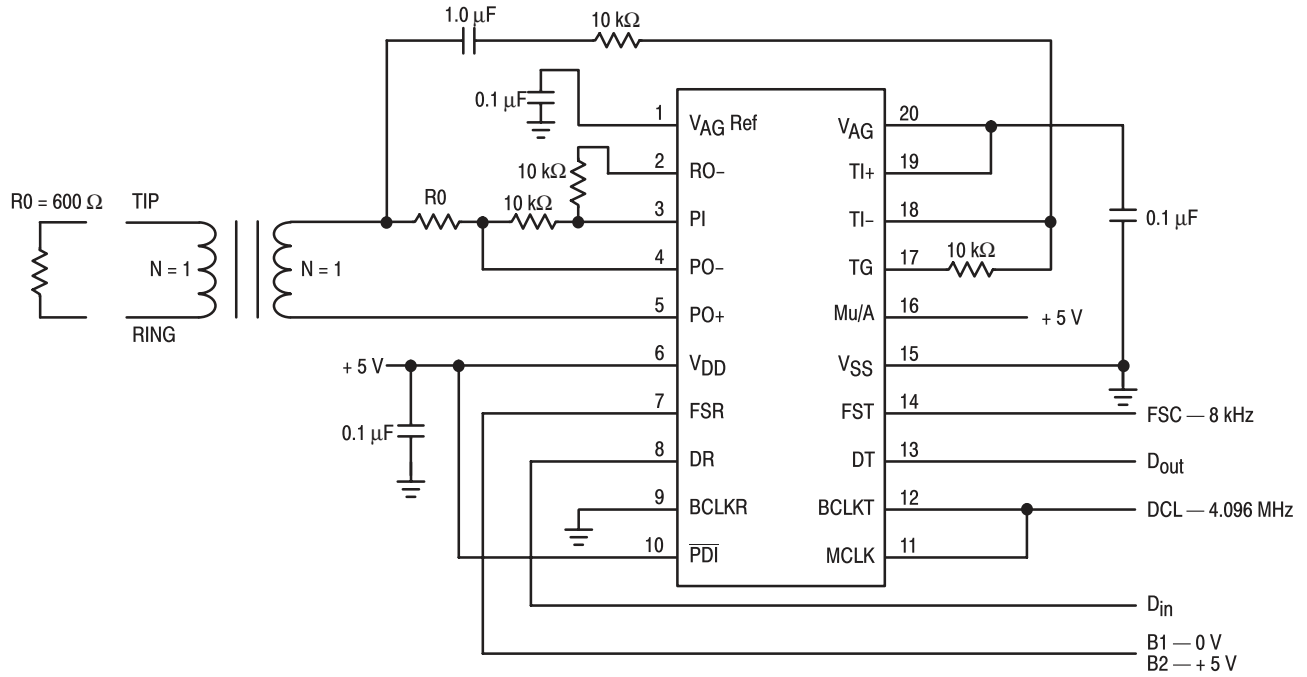 1.0 µF
10 kΩ
0.1 µF
1
VAG Ref
VAG
20
10 kΩ
2
RO–
TI+
19
R0 = 600 Ω
TIP
R0
10 kΩ
3
PI
TI–
18
0.1 µF
N = 1
N = 1
4
PO–
TG
17
10 kΩ
RING
5
PO+
Mu/A
16
+ 5 V
+ 5 V
6
VDD
VSS
15
7
FSR
FST
14
FSC — 8 kHz
0.1 µF
8
DR
DT
13
Dout
9
BCLKR
BCLKT
12
DCL — 4.096 MHz
10
PDI
MCLK
11
Din
B1 — 0 V
B2 — + 5 V